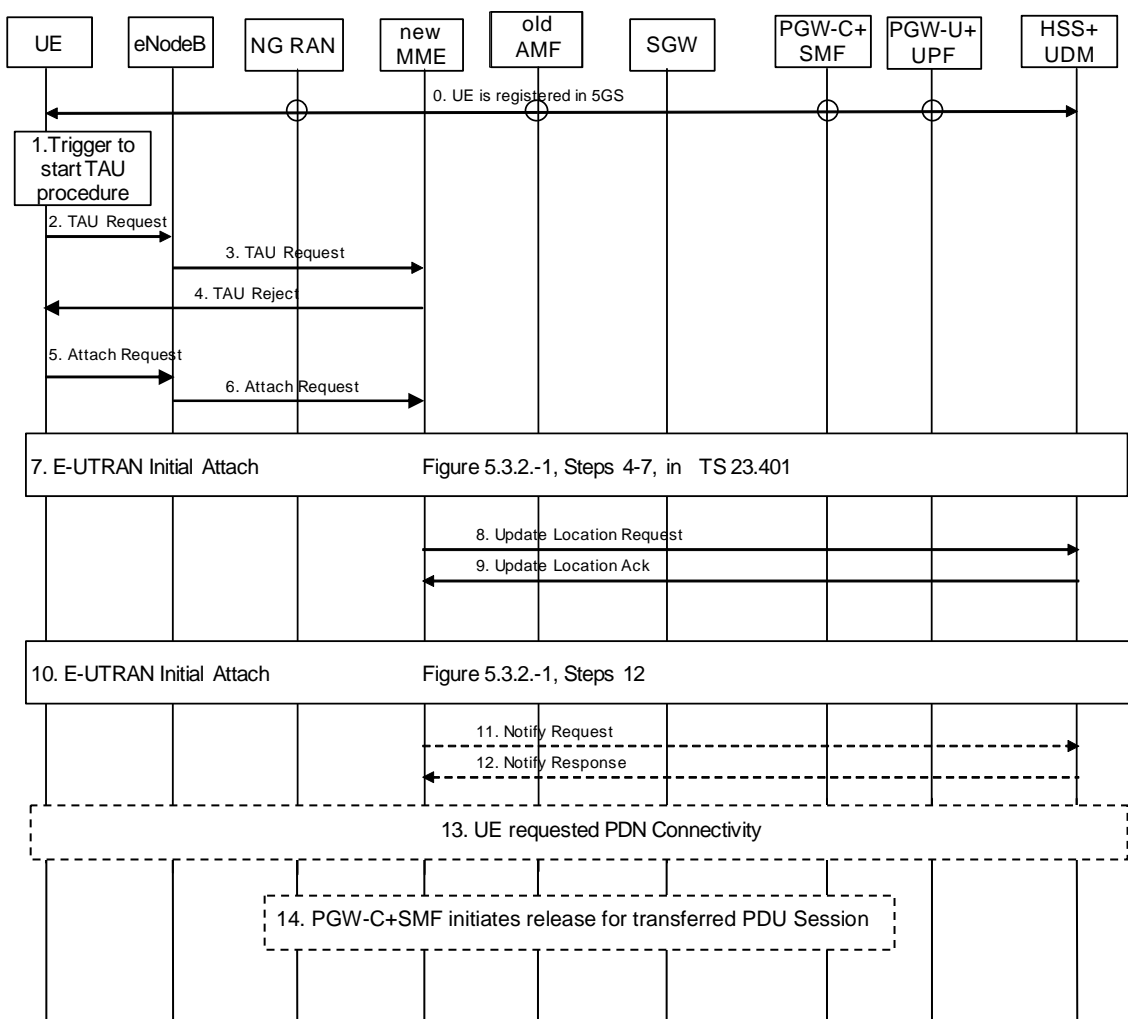 UE
eNodeB
NG RAN
new
MME
old
AMF
SGW
PGW-C+
SMF
PGW-U+
UPF
HSS+
UDM
0. UE is registered in 5GS
1.Trigger to
start TAU
procedure
2. TAU Request
3. TAU Request
4. TAU Reject
5. Attach Request
6. Attach Request
7. E-UTRAN Initial Attach Figure 5.3.2.-1, Steps 4-7, in TS 23.401
8. Update Location Request
9. Update Location Ack
10. E-UTRAN Initial Attach Figure 5.3.2.-1, Steps 12
11. Notify Request
12. Notify Response
13. UE requested PDN Connectivity
14. PGW-C+SMF initiates release for transferred PDU Session